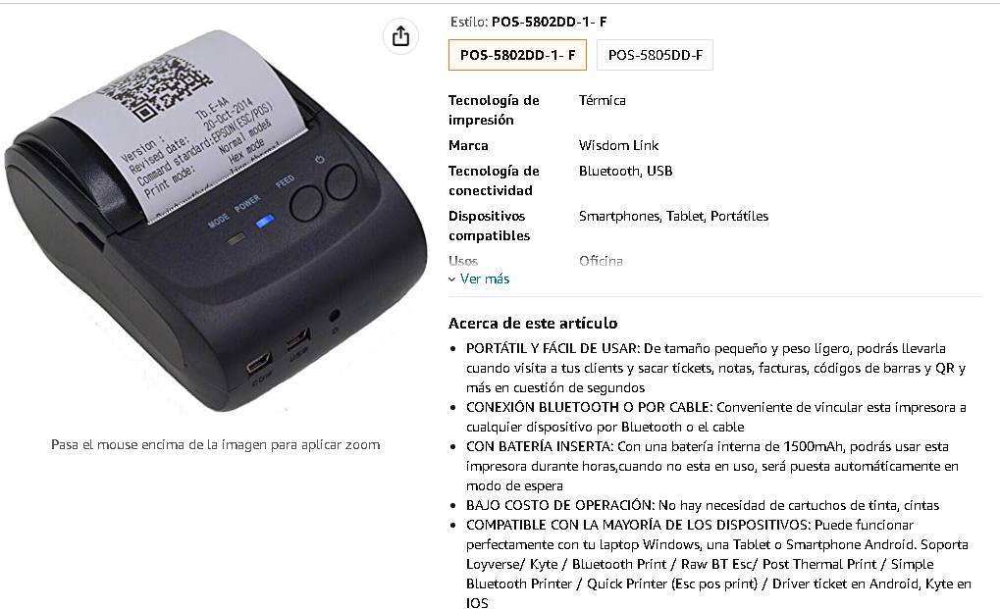 Estilo: POS-5802DD-1- F
POS-5802DD-1- F
POS-5805DD-F
Tecnología de impresión
Térmica
Marca
Wisdom Link
Tecnología de conectividad
Bluetooth, USB
Dispositivos compatibles
Smartphones, Tablet, Portátiles
Usos
Oficina
Ver más
Acerca de este artículo
PORTÁTIL Y FÁCIL DE USAR: De tamaño pequeño y peso ligero, podrás llevarla
cuando visita a tus clients y sacar tickets, notas, facturas, códigos de barras y QR y
más en cuestión de segundos
CONEXIÓN BLUETOOTH O POR CABLE: Conveniente de vincular esta impresora a
cualquier dispositivo por Bluetooth o el cable
CON BATERÍA INSERTA: Con una batería interna de 1500mAh, podrás usar esta
impresora durante horas,cuando no esta en uso, será puesta automáticamente en
modo de espera
BAJO COSTO DE OPERACIÓN: No hay necesidad de cartuchos de tinta, cintas
COMPATIBLE CON LA MAYORÍA DE LOS DISPOSITIVOS: Puede funcionar
perfectamente con tu laptop Windows, una Tablet o Smartphone Android. Soporta
Loyverse/ Kyte / Bluetooth Print / Raw BT Esc/ Post Thermal Print / Simple
Bluetooth Printer / Quick Printer (Esc pos print) / Driver ticket en Android, Kyte en
IOS
Tb.E-AA
Version :
20-Oct-2014
Revised date:
Command standard:EPSON(ESC/POS)
Print mode:
Normal mode&
Hex mode
MODE POWER FEED
USB
Pasa el mouse encima de la imagen para aplicar zoom